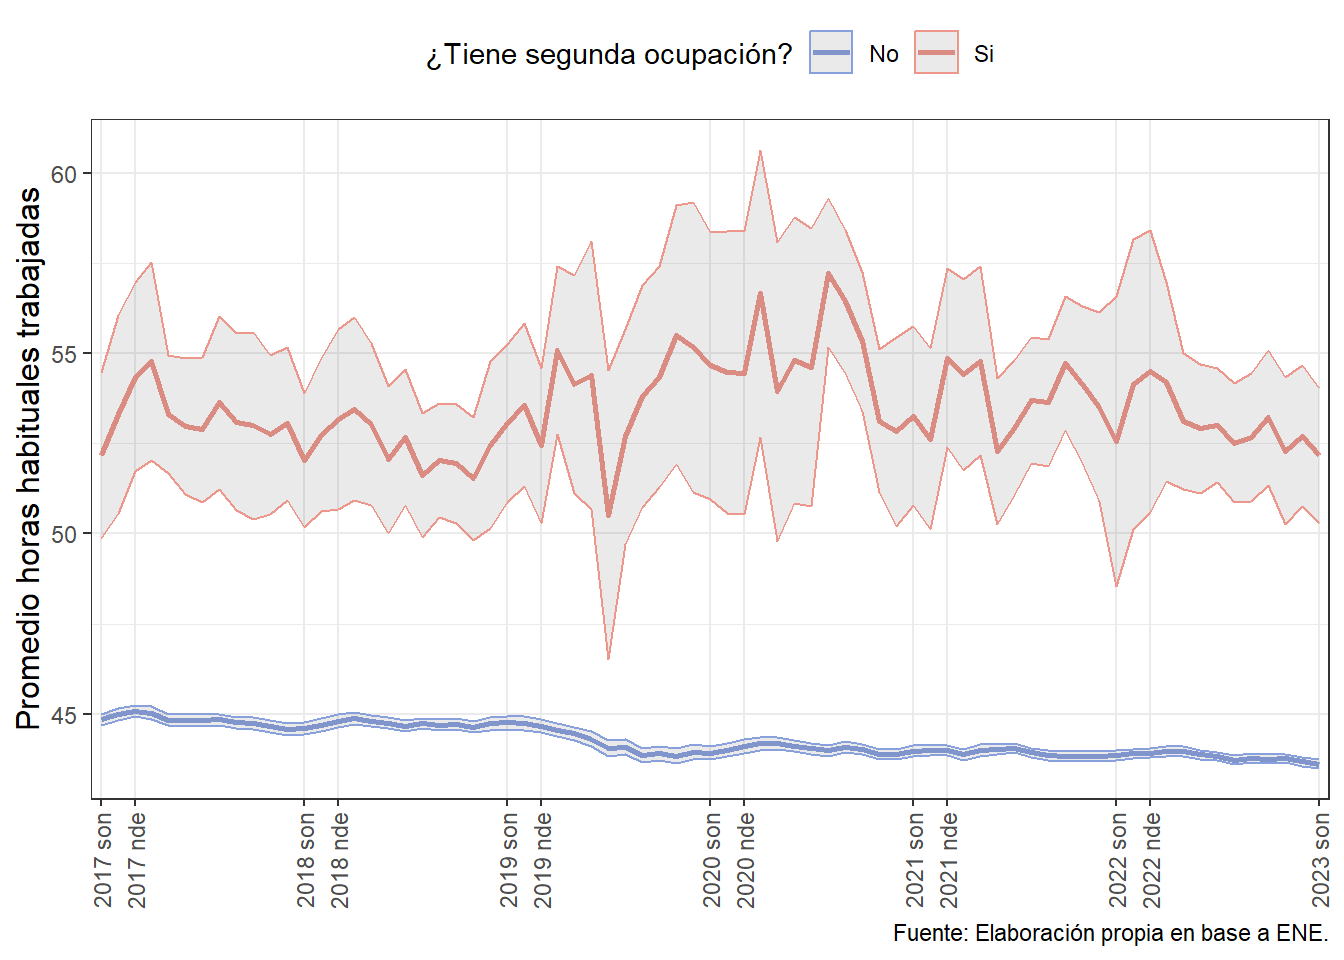 ¿Tiene segunda ocupación? No Si
Promedio horas habituales trabajadas
60
55
50
45
2017 son
2017 nde
2018 son
2018 nde
2019 son
2019 nde
2020 son
2020 nde
2021 son
2021 nde
2022 son
2022 nde
2023 son
Fuente: Elaboración propia en base a ENE.